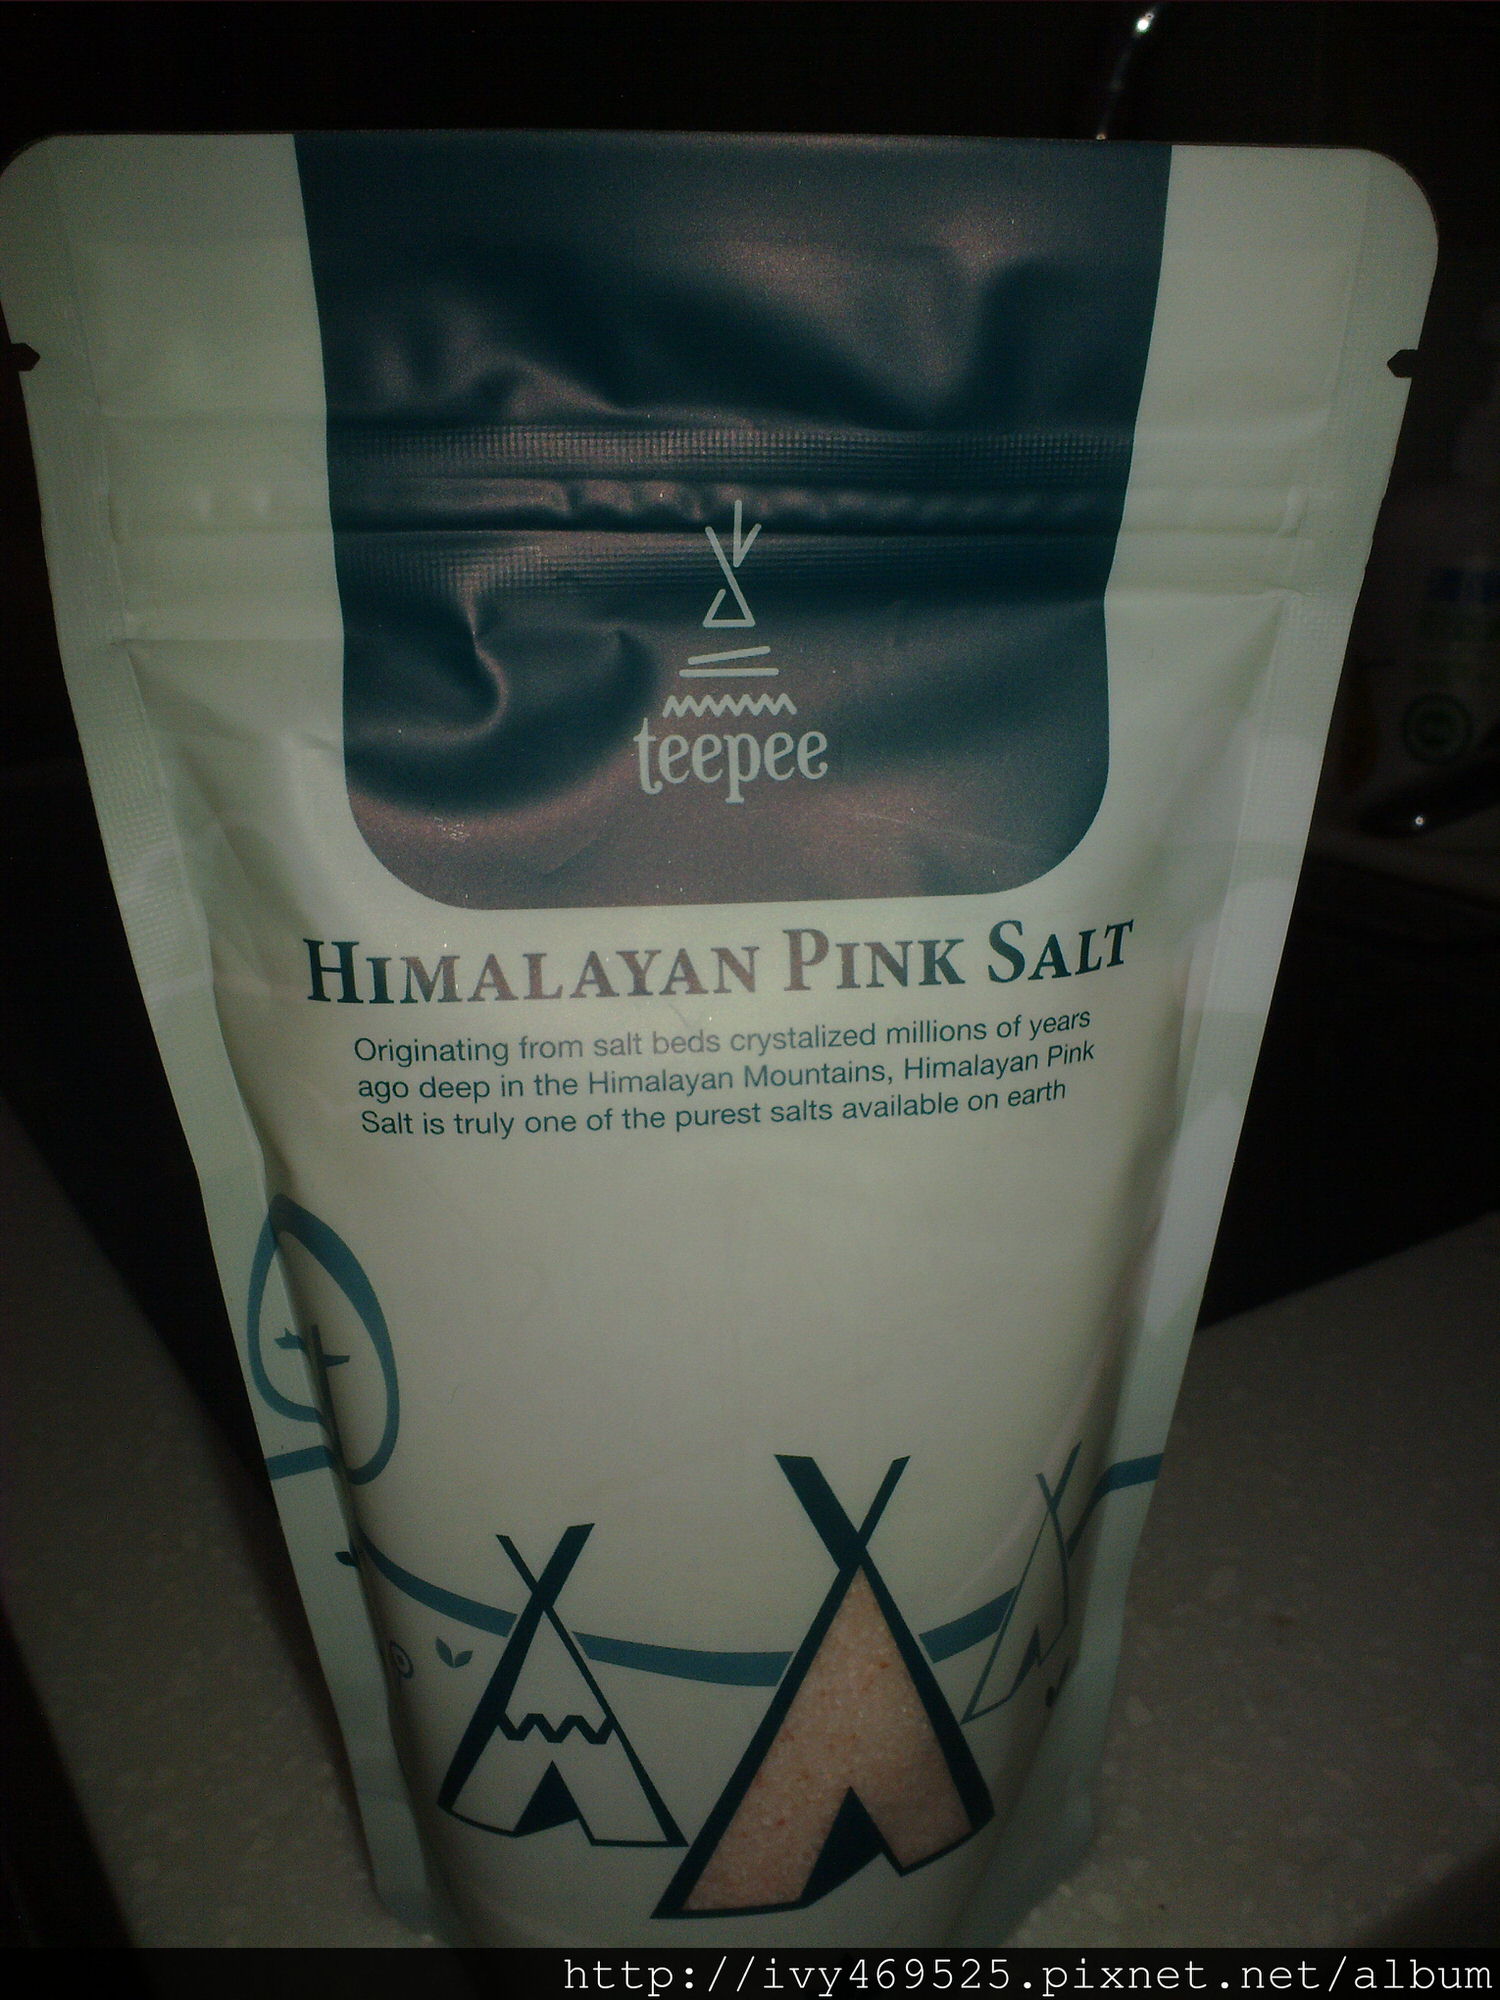 teepee
HIMALAYAN PINK SALT
Originating from salt beds crystalized millions of years
ago deep in the Himalayan Mountains, Himalayan Pink
Salt is truly one of the purest salts available on earth
http://ivy469525.pixnet.net/album